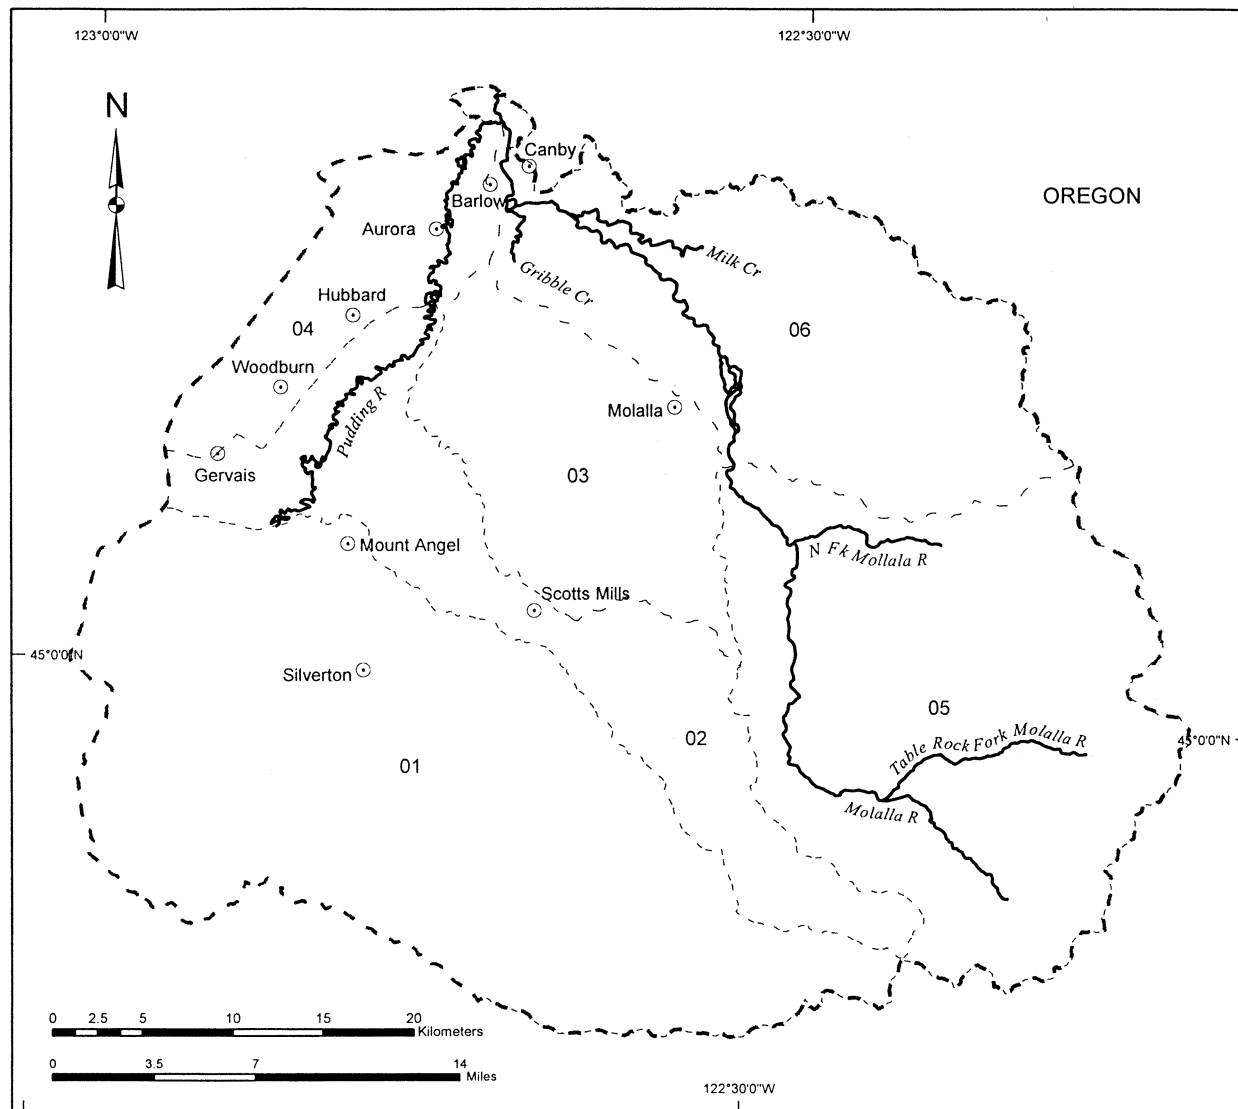 123°0'0"W
122°30'0"W
N
OREGON
Canby
Barlow
Aurora
Milk Cr
Gribble Cr
Hubbard
04
06
Woodburn
Pudding R
Molalla
Gervais
03
Mount Angel
N Fk Mollala R
Scotts Mills
45°0'0"N
Silverton
05
02
Table Rock Fork Molalla R
45°0'0"N
01
Molalla R
0 2.5 5 10 15 20
Kilometers
0 3.5 7 14
Miles
122°30'0"W